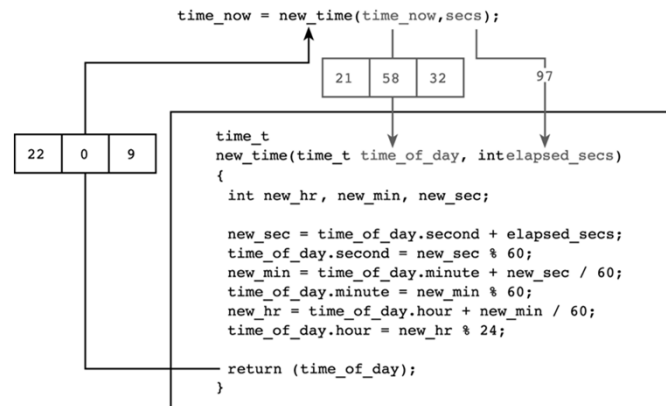 time_now = new_time(time_now,secs);
21 58 32
97
22 0 9
time_t
new_time(time_t time_of_day, intelapsed_secs)
{
int new_hr, new_min, new_sec;
new_sec = time_of_day.second + elapsed_secs;
time_of_day.second = new_sec % 60;
new_min = time_of_day.minute + new_sec / 60;
time_of_day.minute = new_min % 60;
new_hr = time_of_day.hour + new_min / 60;
time_of_day.hour = new_hr % 24;
return (time_of_day);
}